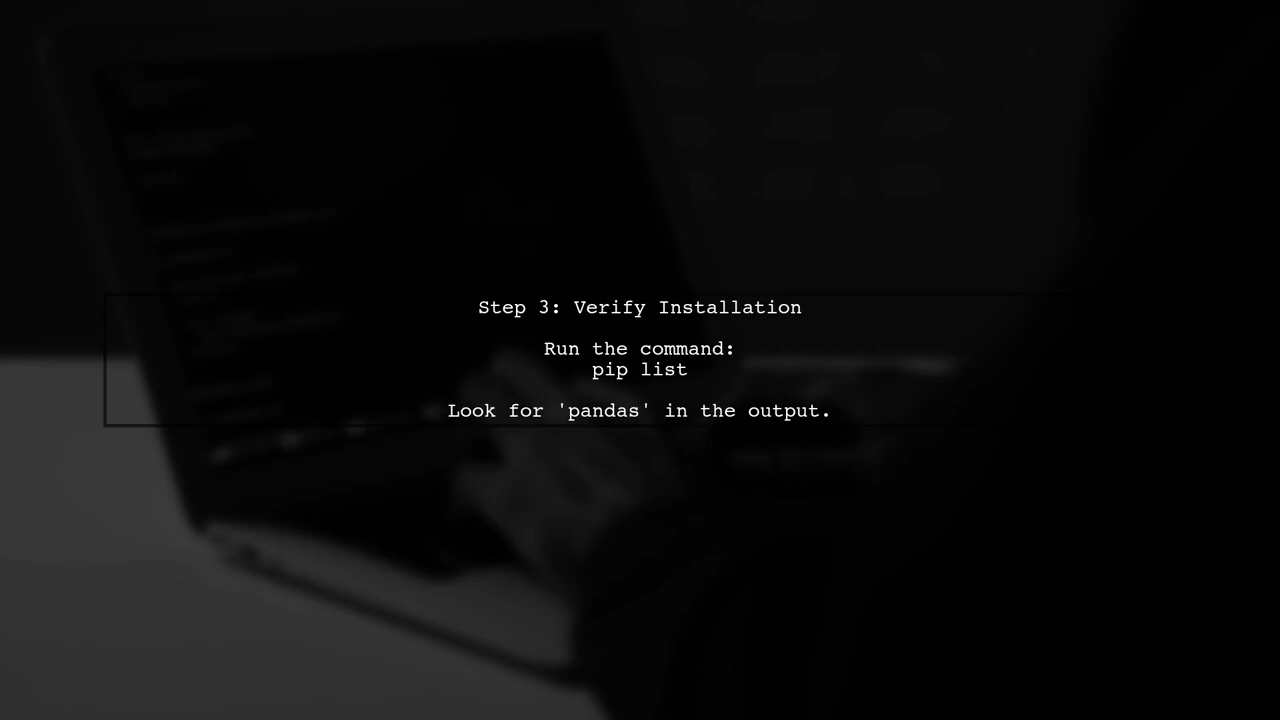 Step 3: Verify Installation
Run the command:
pip list
Look for 'pandas' in the output.